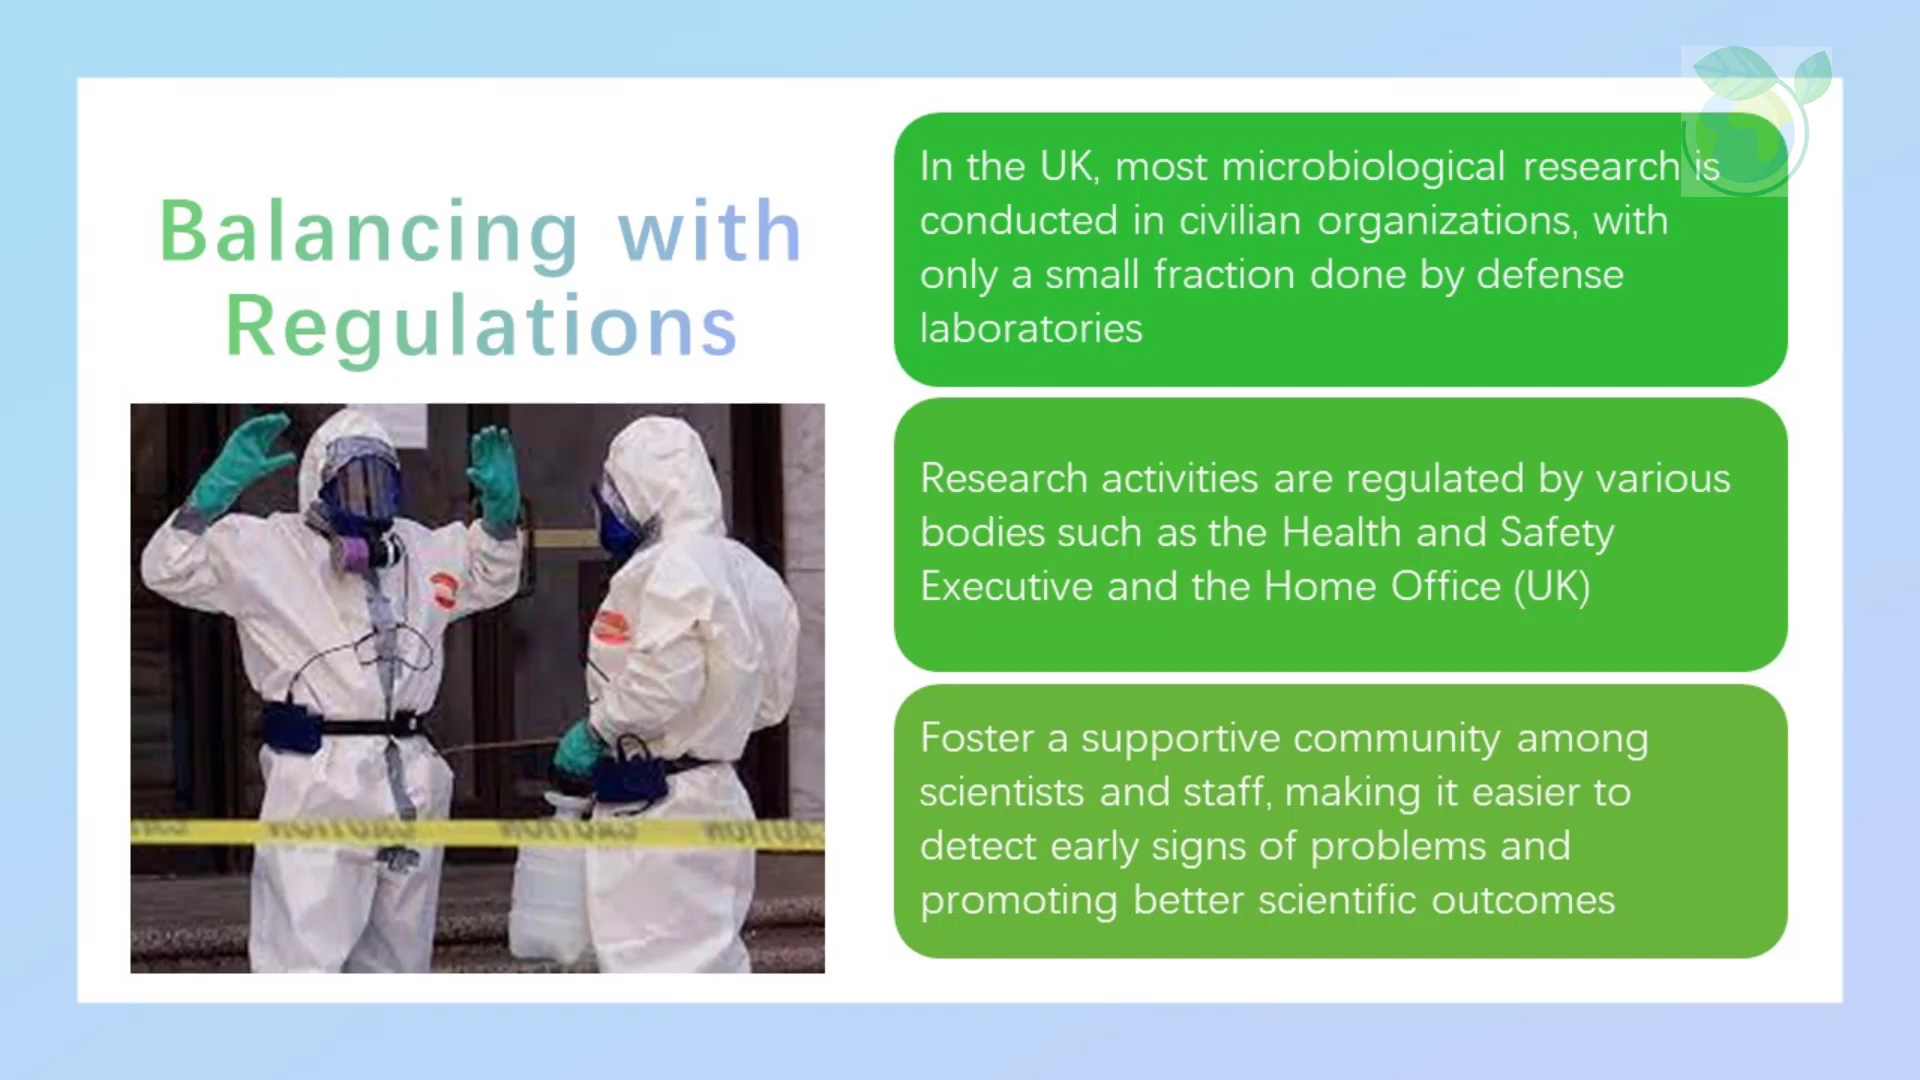 Balancing with
Regulations
In the UK, most microbiological research is
conducted in civilian organizations, with
only a small fraction done by defense
laboratories
Research activities are regulated by various
bodies such as the Health and Safety
Executive and the Home Office (UK)
Foster a supportive community among
scientists and staff, making it easier to
detect early signs of problems and
promoting better scientific outcomes
CAUTION CAUTION CAUTION